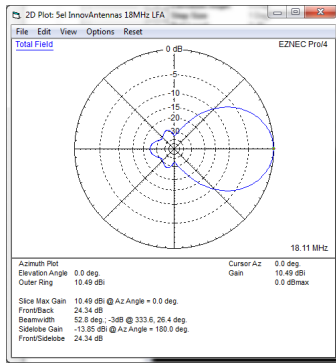 2D Plot: 5el InnovAntennas 18MHz LFA
File Edit View Options Reset
Total Field
0 dB
EZNEC Pro/4
-5
-10
-15
-20
-30
18.11 MHz
Azimuth Plot
Cursor Az 0.0 deg.
Elevation Angle 0.0 deg.
Gain 10.49 dBi
Outer Ring 10.49 dBi
0.0 dBmax
Slice Max Gain 10.49 dBi @ Az Angle = 0.0 deg.
Front/Back 24.34 dB
Beamwidth 52.8 deg.; -3dB @ 333.6, 26.4 deg.
Sidelobe Gain -13.85 dBi @ Az Angle = 180.0 deg.
Front/Sidelobe 24.34 dB